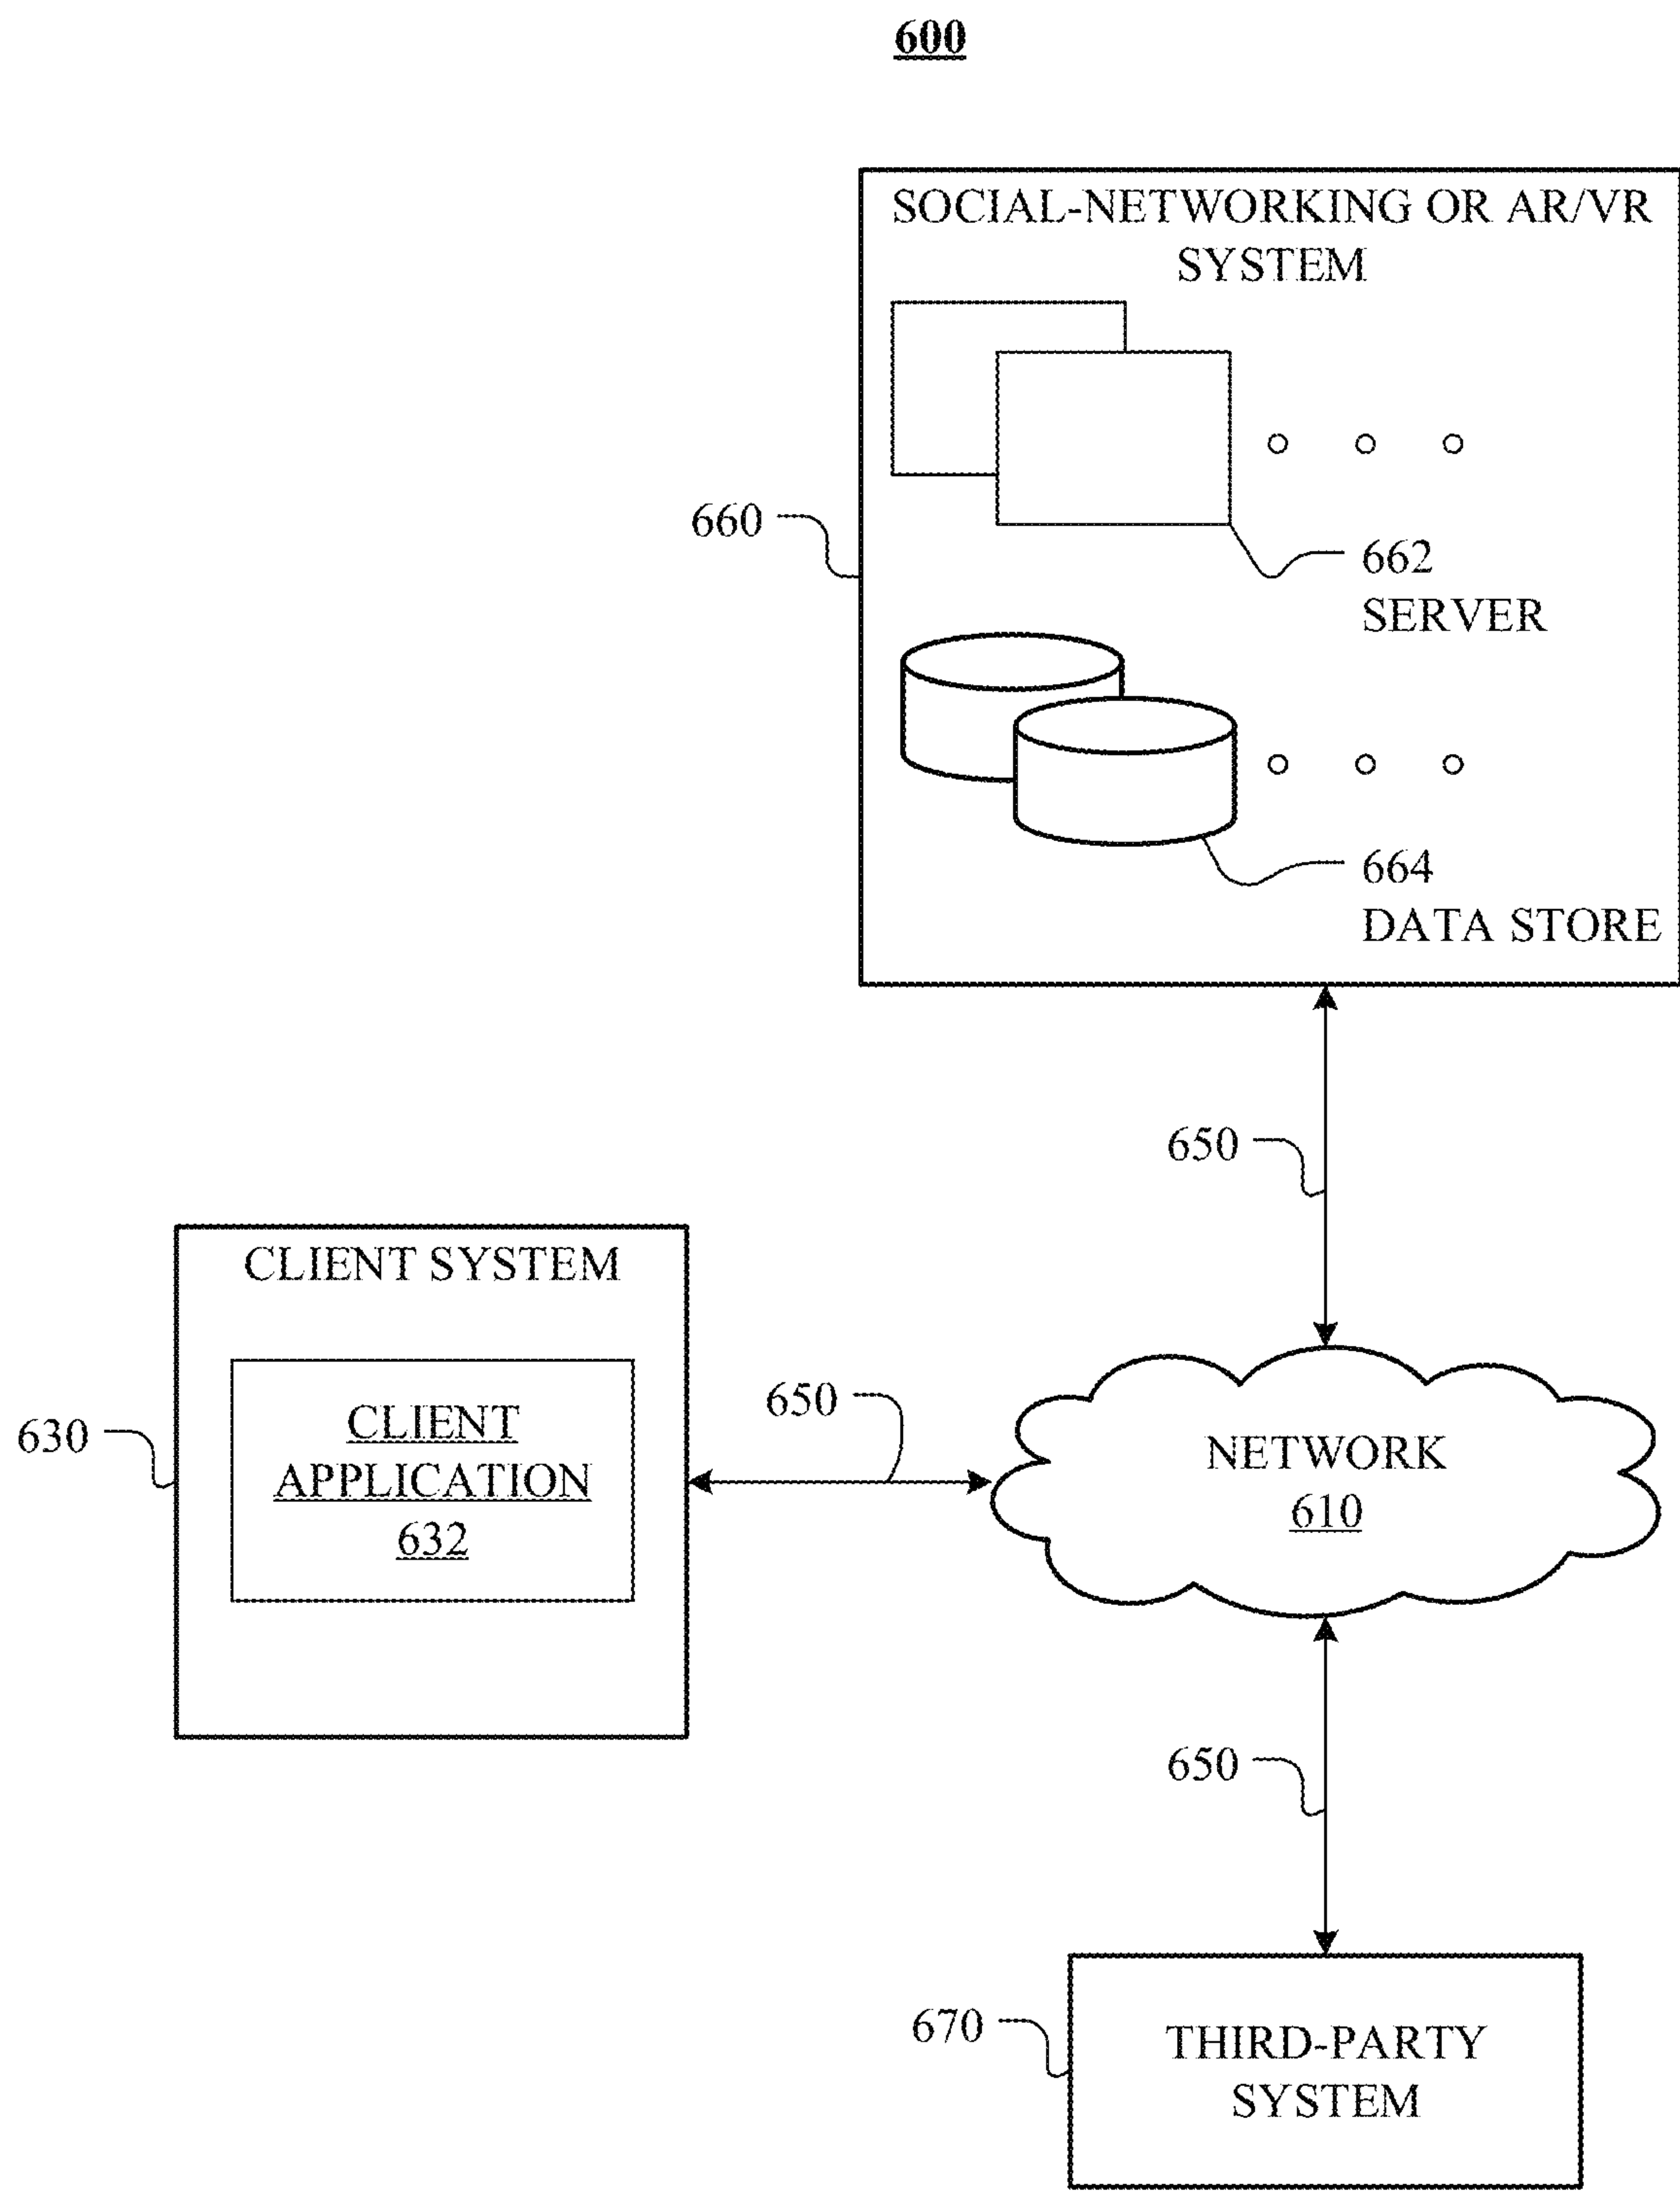 600
SOCIAL-NETWORKING OR AR/VR
SYSTEM
660
662
SERVER
664
DATA STORE
650
CLIENT SYSTEM
630
CLIENT
APPLICATION
632
650
NETWORK
610
650
670
THIRD-PARTY
SYSTEM